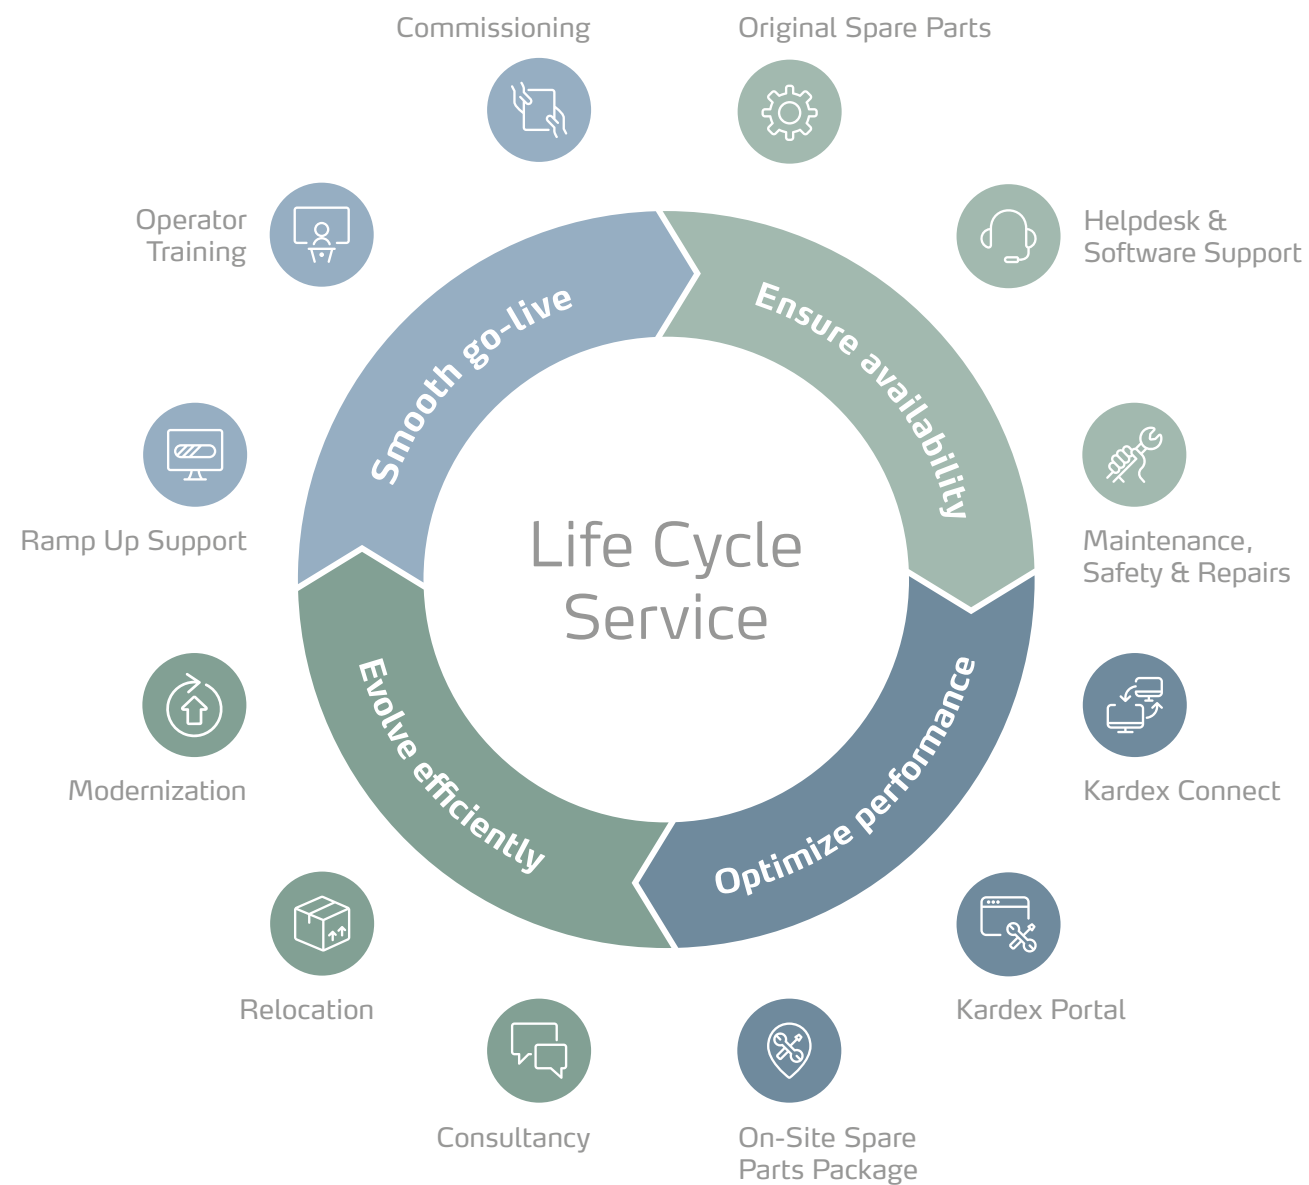 Commissioning
Original Spare Parts
Operator
Training
Helpdesk &
Software Support
Smooth go-live
Ensure availability
Ramp Up Support
Maintenance,
Safety & Repairs
Life Cycle
Service
Evolve efficiently
Optimize performance
Modernization
Kardex Connect
Relocation
Kardex Portal
Consultancy
On-Site Spare
Parts Package